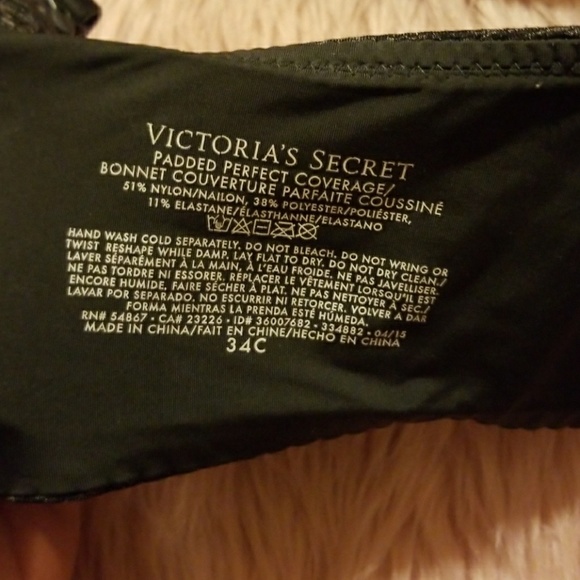 VICTORIA'S SECRET
PADDED PERFECT COVERAGE/
BONNET COUVERTURE PARFAITE COUSSINÉ
51% NYLON/NAILON, 38% POLYESTER/POLIÉSTER,
11% ELASTANE/ÉLASTHANNE/ELASTANO
HAND WASH COLD SEPARATELY. DO NOT BLEACH. DO NOT WRING OR
TWIST RESHAPE WHILE DAMP. LAY FLAT TO DRY. DO NOT DRY CLEAN./
LAVER SÉPARÉMENT À LA MAIN, À L'EAU FROIDE. NE PAS JAVELLISER.
NE PAS TORDRE NI ESSORER. REPLACER LE VÊTEMENT LORSQU'IL EST
ENCORE HUMIDE. FAIRE SÉCHER À PLAT. NE PAS NETTOYER À SEC./
LAVAR POR SEPARADO. NO ESCURRIR NI RETORCER. VOLVER A DAR
FORMA MIENTRAS LA PRENDA ESTÉ HÚMEDA.
RN# 54867 • CA# 23226 • ID# 36007682 • 334882 • 04/15
MADE IN CHINA/FAIT EN CHINE/HECHO EN CHINA
34C